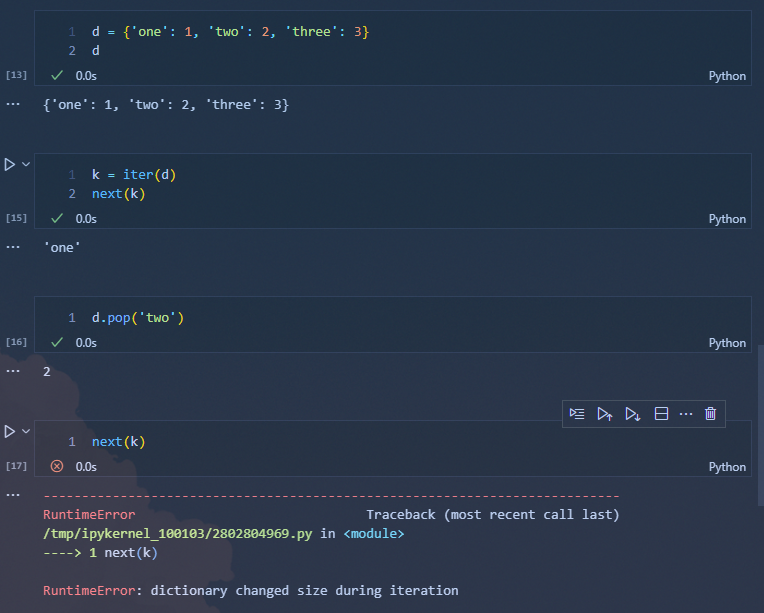 1 d = {'one': 1, 'two': 2, 'three': 3}
2 d
[13] 0.0s Python
... {'one': 1, 'two': 2, 'three': 3}
1 k = iter(d)
2 next(k)
[15] 0.0s Python
... 'one'
1 d.pop('two')
[16] 0.0s Python
... 2
...
1 next(k)
[17] 0.0s Python
... ---------------------------------------------------------------------------
RuntimeError Traceback (most recent call last)
/tmp/ipykernel_100103/2802804969.py in <module>
----> 1 next(k)
RuntimeError: dictionary changed size during iteration